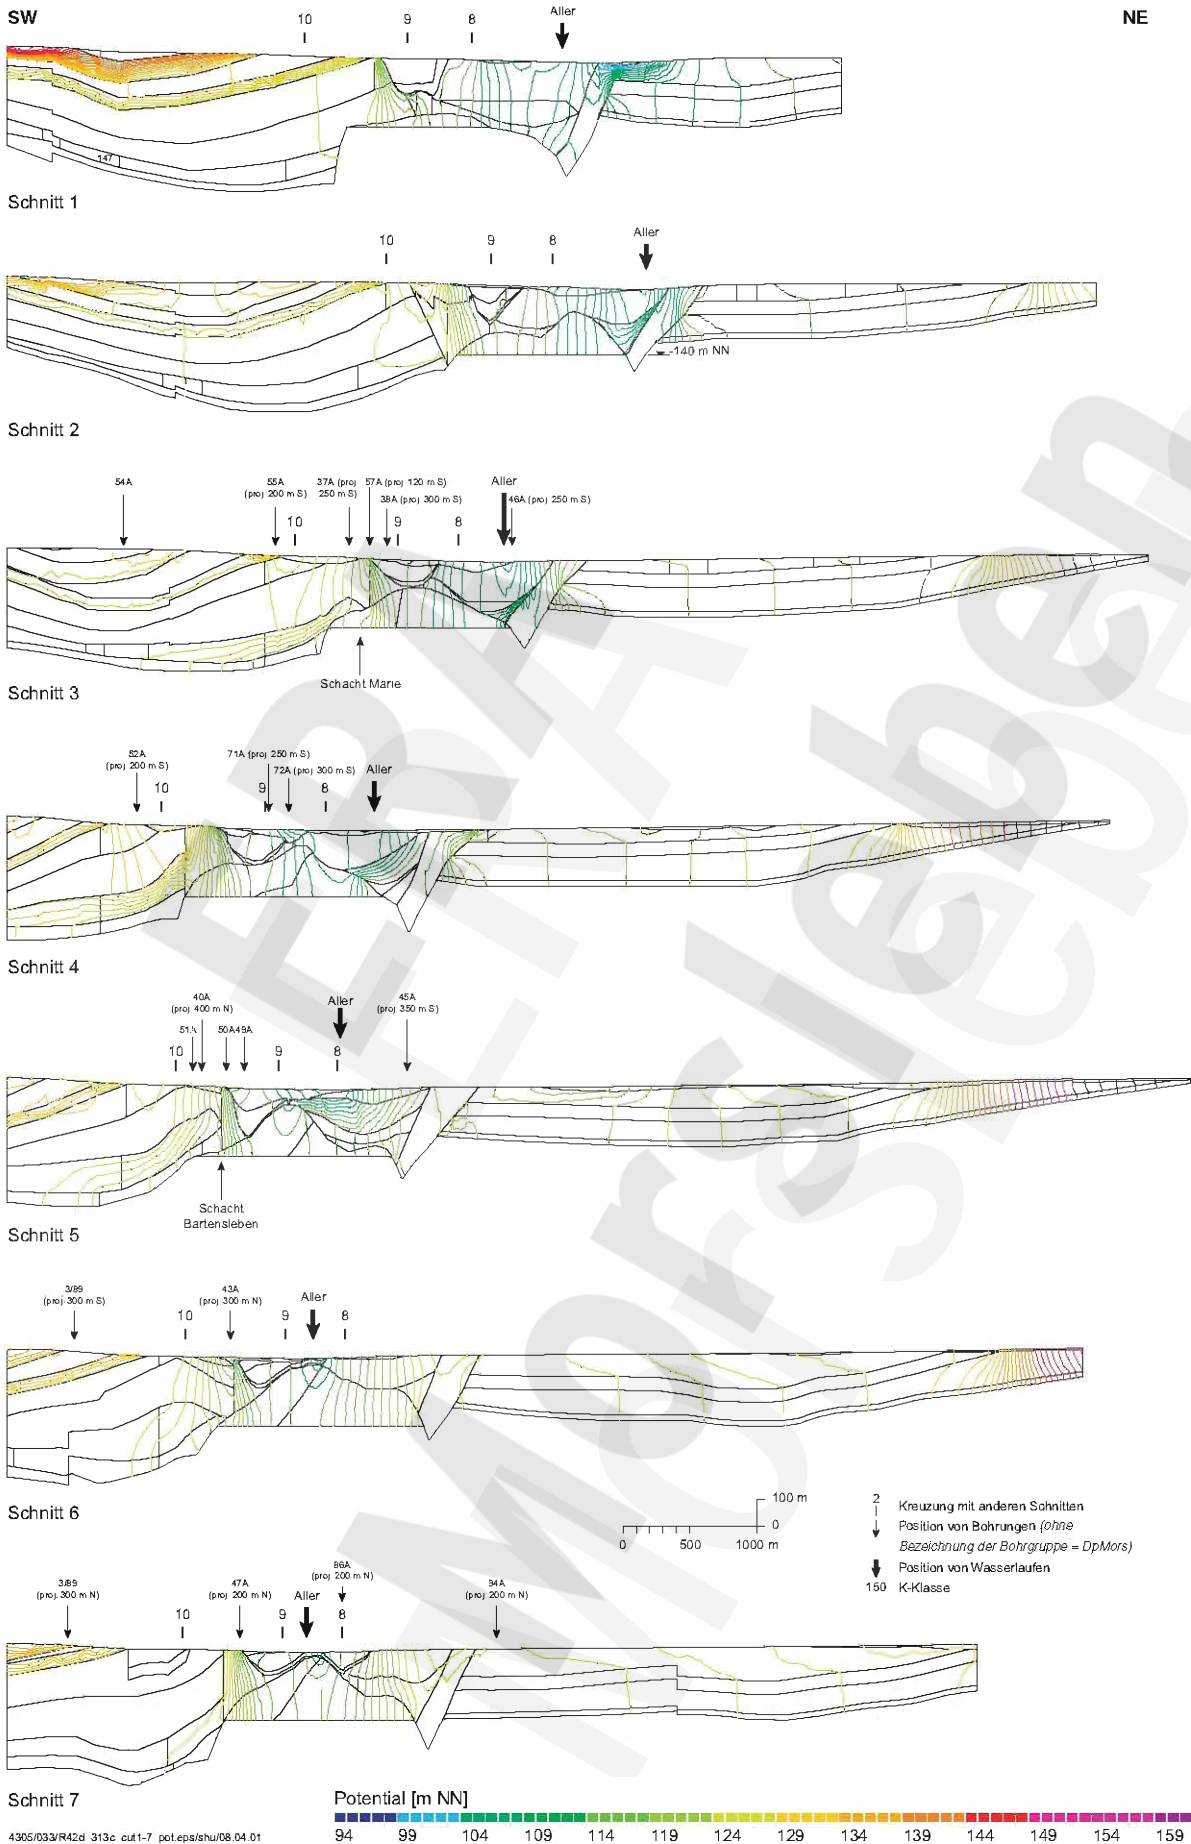 SW
NE
Aller
10 9 8
147
Schnitt 1
Aller
10 9 8
-140 m NN
Schnitt 2
54A
55A
(proj 200 m S)
37A (proj
250 m S)
57A (proj 120 m S)
38A (proj 300 m S)
Aller
46A (proj 250 m S)
10 9 8
Schacht Marie
Schnitt 3
52A
(proj 200 m S)
71A (proj 250 m S)
72A (proj 300 m S)
Aller
10 9 8
Schnitt 4
40A
(proj 400 m N)
Aller
45A
(proj 350 m S)
51A 50A 49A
10 9 8
Schacht
Bartensleben
Schnitt 5
3/89
(proj. 300 m S)
43A
(proj 300 m N)
Aller
10 9 8
Schnitt 6
100 m
0
0 500 1000 m
2 Kreuzung mit anderen Schnitten
Position von Bohrungen (ohne
Bezeichnung der Bohrgruppe = DpMors)
Position von Wasserläufen
150 K-Klasse
3/89
(proj. 300 m N)
47A
(proj 200 m N)
Aller
86A
(proj 200 m N)
94A
(proj 200 m N)
10 9 8
Schnitt 7
Potential [m NN]
94 99 104 109 114 119 124 129 134 139 144 149 154 159
4305/033/R42d_313c_cut1-7_pot.eps/shu/08.04.01
ERA
Morsleben